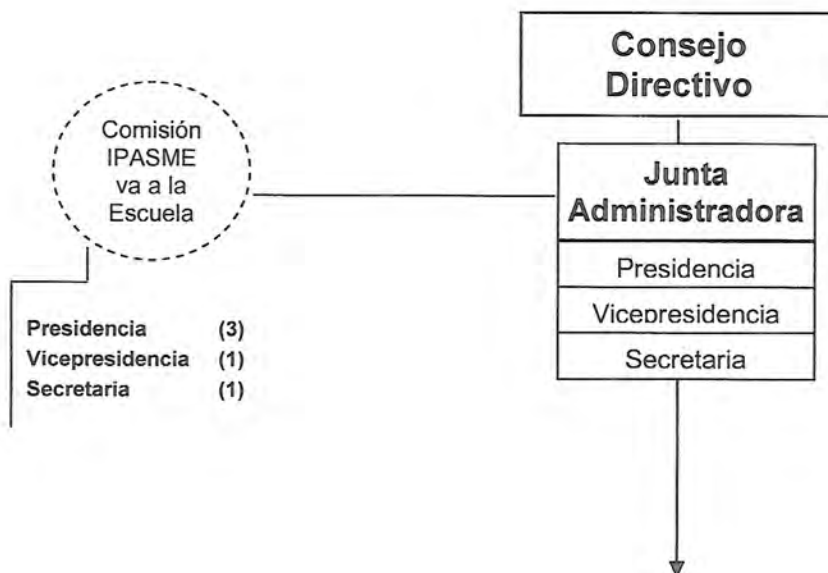 Consejo
Directivo
Comisión
IPASME
va a la
Escuela
Junta
Administradora
Presidencia
Vicepresidencia
Secretaria
Presidencia (3)
Vicepresidencia (1)
Secretaria (1)